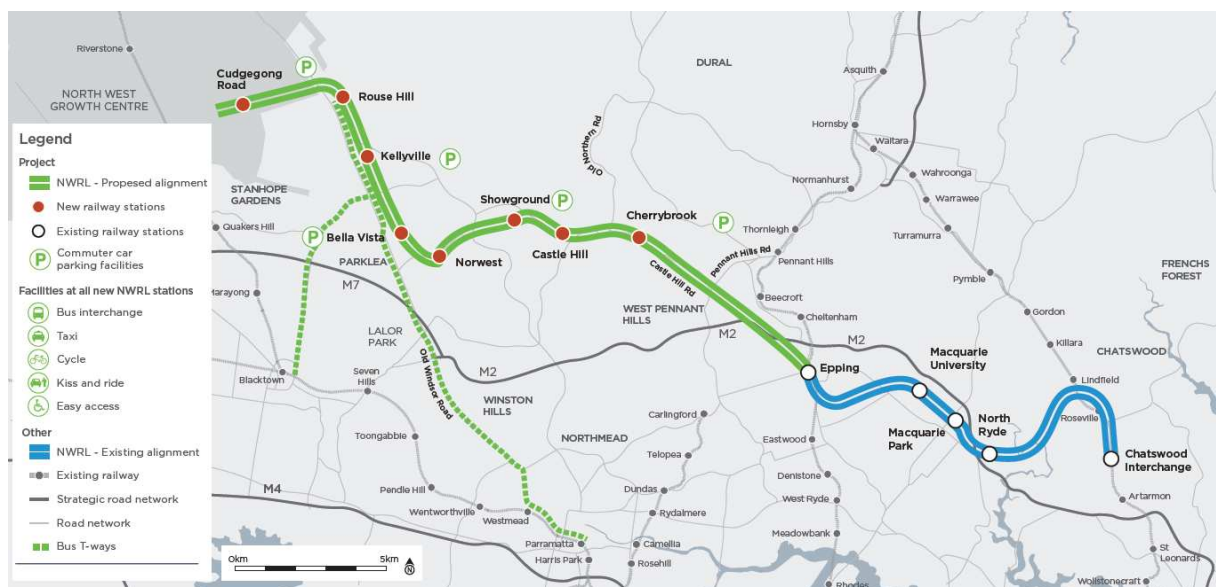 Riverstone
NORTH WEST
GROWTH CENTRE
Cudgegong
Road
P
Rouse Hill
Kellyville
P
STANHOPE
GARDENS
Quakers Hill
P
Bella Vista
PARKLEA
Norwest
Showground
P
Castle Hill
Cherrybrook
P
DURAL
Old Northern Rd
Asquith
Hornsby
Waitara
Wahroonga
Warrawee
Normanhurst
Turramurra
Thornleigh
Pennant Hills Rd
Pennant Hills
Pymble
FRENCHS
FOREST
Castle Hill Rd
Beecroft
Gordon
WEST PENNANT
HILLS
Cheltenham
M7
M2
M2
Killara
CHATSWOOD
Marayong
LALOR
PARK
Old Windsor Road
M2
Epping
Macquarie
University
Lindfield
Blacktown
Seven
Hills
WINSTON
HILLS
Carlingford
Macquarie
Park
North
Ryde
Roseville
Chatswood
Interchange
Toongabbie
NORTHMEAD
Eastwood
Telopea
Denistone
M4
Pendle Hill
Dundas
West Ryde
Artarmon
Wentworthville
Westmead
Rydalmere
Meadowbank
Parramatta
Camellia
Harris Park
Rosehill
Rhodes
St
Leonards
Wollstonecraft
Legend
Project
NWRL - Proposed alignment
New railway stations
Existing railway stations
P
Commuter car
parking facilities
Facilities at all new NWRL stations
Bus interchange
Taxi
Cycle
Kiss and ride
Easy access
Other
NWRL - Existing alignment
Existing railway
Strategic road network
Road network
Bus T-ways
0km
5km
N